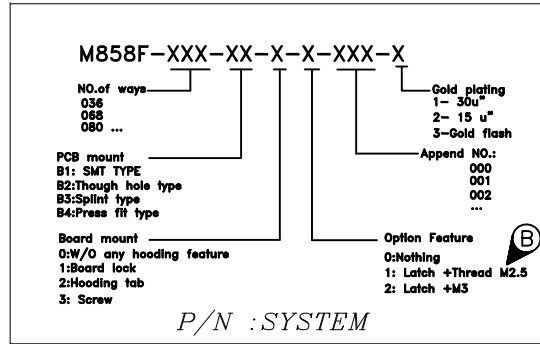 M858F-XXX-XX-X-X-XXX-X
NO.of ways
036
068
080 ...
Gold plating
1- 30u"
2- 15 u"
3-Gold flash
PCB mount
B1: SMT TYPE
B2:Though hole type
B3:Splint type
B4:Press fit type
Append NO.:
000
001
002
...
Board mount
0:W/O any hooding feature
1:Board lock
2:Hooding tab
3: Screw
Option Feature
0:Nothing
1: Latch +Thread M2.5
2: Latch +M3
B
P/N :SYSTEM